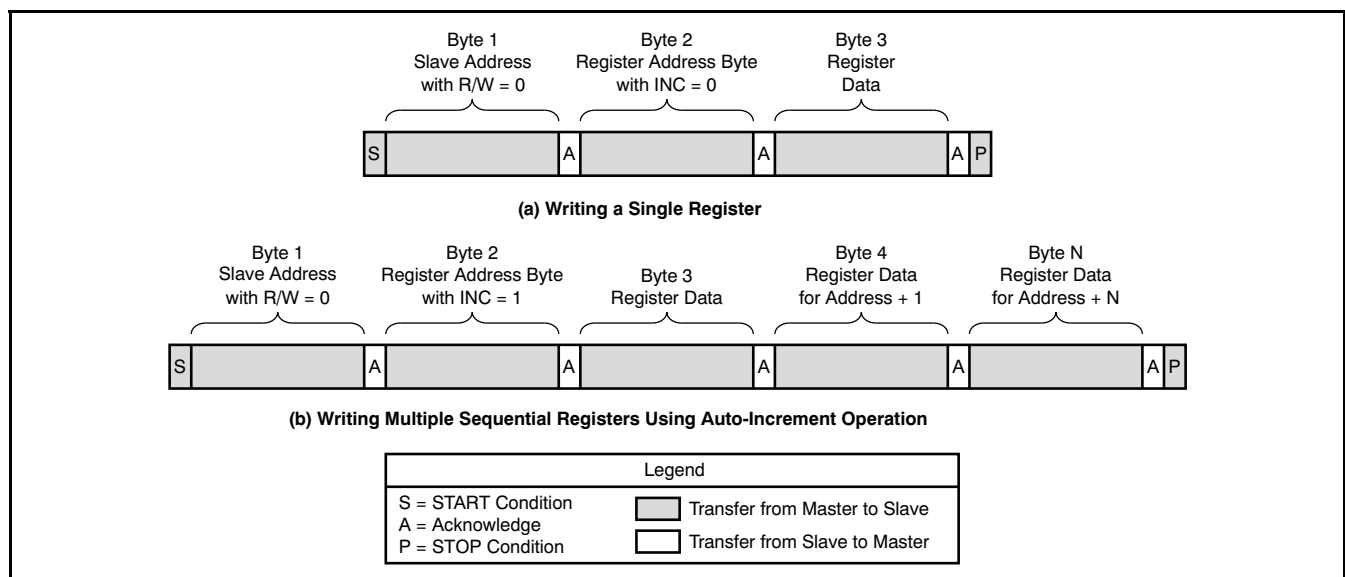 Byte 1
Slave Address
with R/W = 0
Byte 2
Register Address Byte
with INC = 0
Byte 3
Register
Data
S A A A P
(a) Writing a Single Register
Byte 1
Slave Address
with R/W = 0
Byte 2
Register Address Byte
with INC = 1
Byte 3
Register Data
Byte 4
Register Data
for Address + 1
Byte N
Register Data
for Address + N
S A A A A A P
(b) Writing Multiple Sequential Registers Using Auto-Increment Operation
Legend
S = START Condition
A = Acknowledge
P = STOP Condition
Transfer from Master to Slave
Transfer from Slave to Master